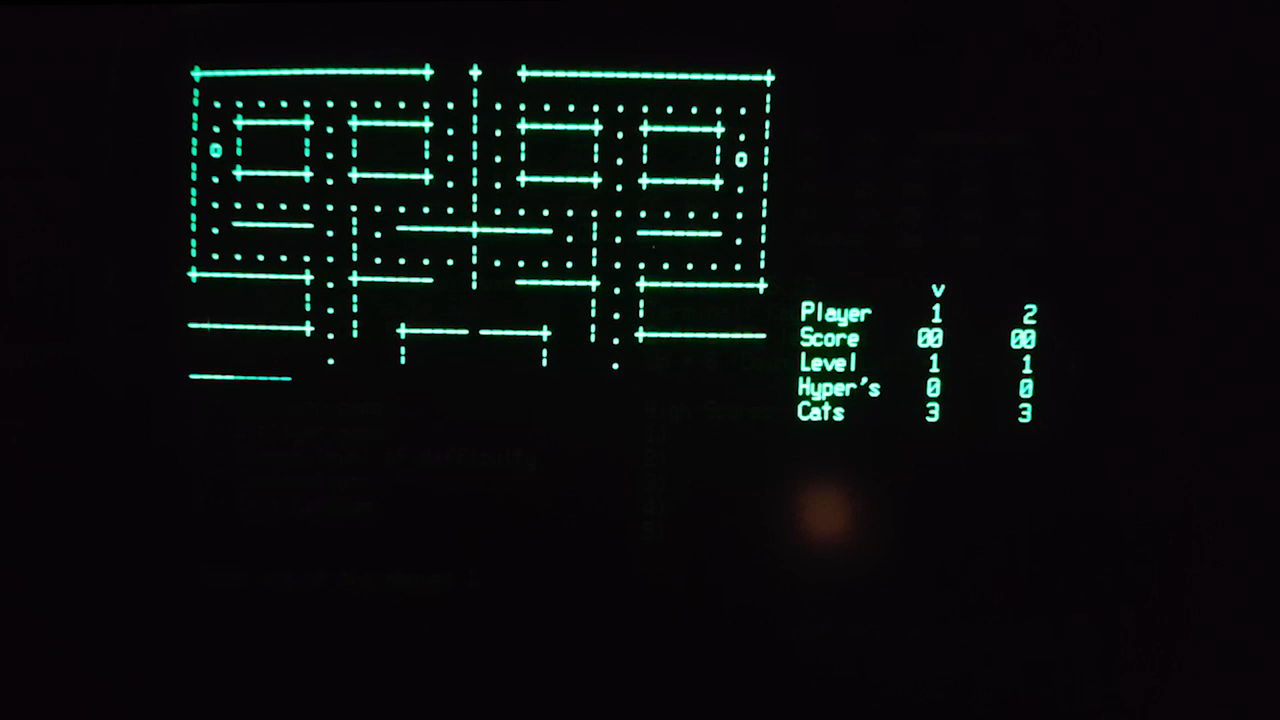 v
Player 1 2
Score 00 00
Level 1 1
Hyper's 0 0
Cats 3 3